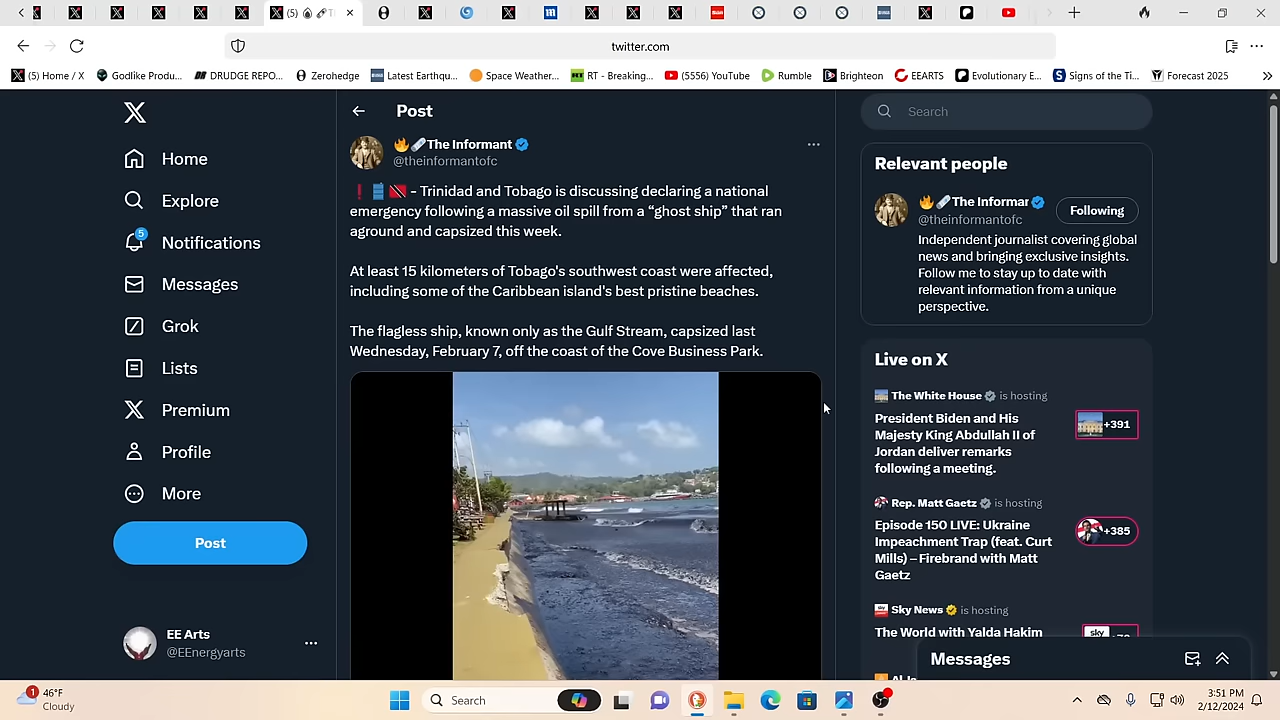 (5)
twitter.com
(5) Home / X
Godlike Produ...
DRUDGE REPO...
Zerohedge
Latest Earthqu...
Space Weather...
RT - Breaking...
(5556) YouTube
Rumble
Brighteon
EEARTS
Evolutionary E...
Signs of the Ti...
Forecast 2025
Home
Explore
5
Notifications
Messages
Grok
Lists
Premium
Profile
More
Post
EE Arts
@EEnergyarts
Post
The Informant
@theinformantofc
- Trinidad and Tobago is discussing declaring a national
emergency following a massive oil spill from a “ghost ship” that ran
aground and capsized this week.
At least 15 kilometers of Tobago's southwest coast were affected,
including some of the Caribbean island's best pristine beaches.
The flagless ship, known only as the Gulf Stream, capsized last
Wednesday, February 7, off the coast of the Cove Business Park.
Search
Relevant people
The Informar
@theinformantofc
Following
Independent journalist covering global
news and bringing exclusive insights.
Follow me to stay up to date with
relevant information from a unique
perspective.
Live on X
The White House is hosting
President Biden and His
Majesty King Abdullah II of
Jordan deliver remarks
following a meeting.
+391
Rep. Matt Gaetz is hosting
Episode 150 LIVE: Ukraine
Impeachment Trap (feat. Curt
Mills) – Firebrand with Matt
Gaetz
+385
Sky News is hosting
The World with Yalda Hakim
sky
Messages
1
46°F
Cloudy
Search
3:51 PM
2/12/2024